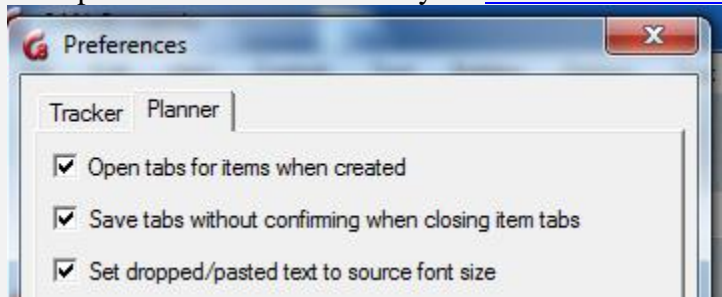 Preferences
Tracker Planner
Open tabs for items when created
Save tabs without confirming when closing item tabs
Set dropped/pasted text to source font size